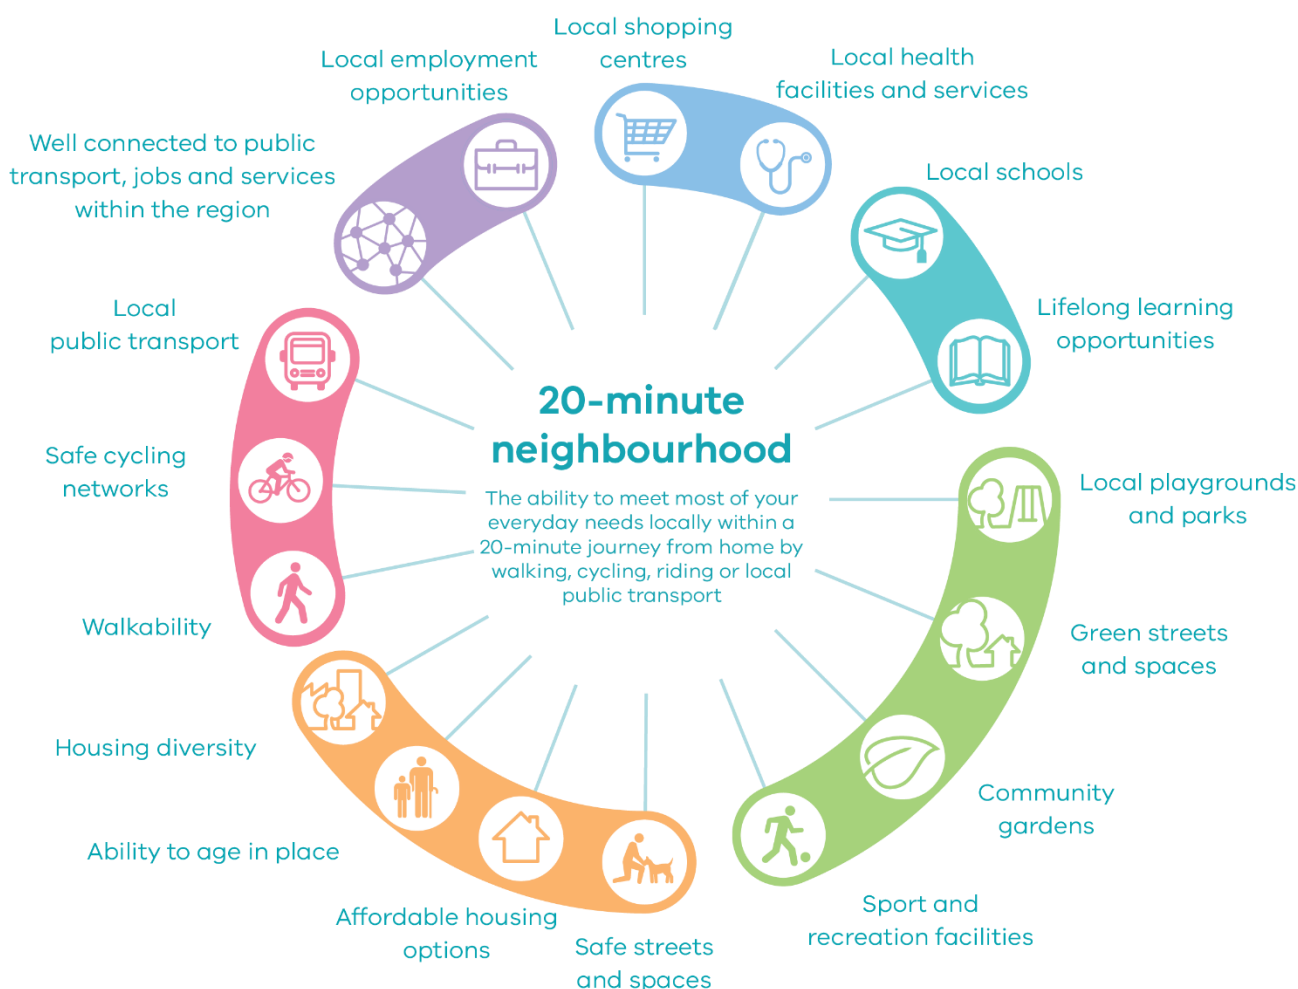 Local shopping
centres
Local health
facilities and services
Local schools
Lifelong learning
opportunities
Local playgrounds
and parks
Green streets
and spaces
Community
gardens
Sport and
recreation facilities
Safe streets
and spaces
Affordable housing
options
Ability to age in place
Housing diversity
Walkability
Safe cycling
networks
Local
public transport
Well connected to public
transport, jobs and services
within the region
Local employment
opportunities
20-minute
neighbourhood
The ability to meet most of your
everyday needs locally within a
20-minute journey from home by
walking, cycling, riding or local
public transport